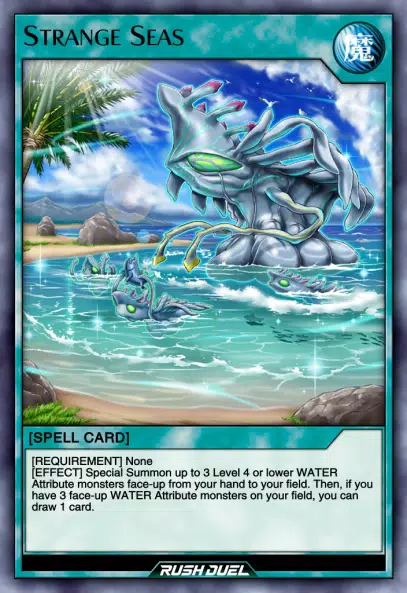 STRANGE SEAS
魔
[SPELL CARD]
[REQUIREMENT] None
[EFFECT] Special Summon up to 3 Level 4 or lower WATER
Attribute monsters face-up from your hand to your field. Then, if you
have 3 face-up WATER Attribute monsters on your field, you can
draw 1 card.
RUSH DUEL